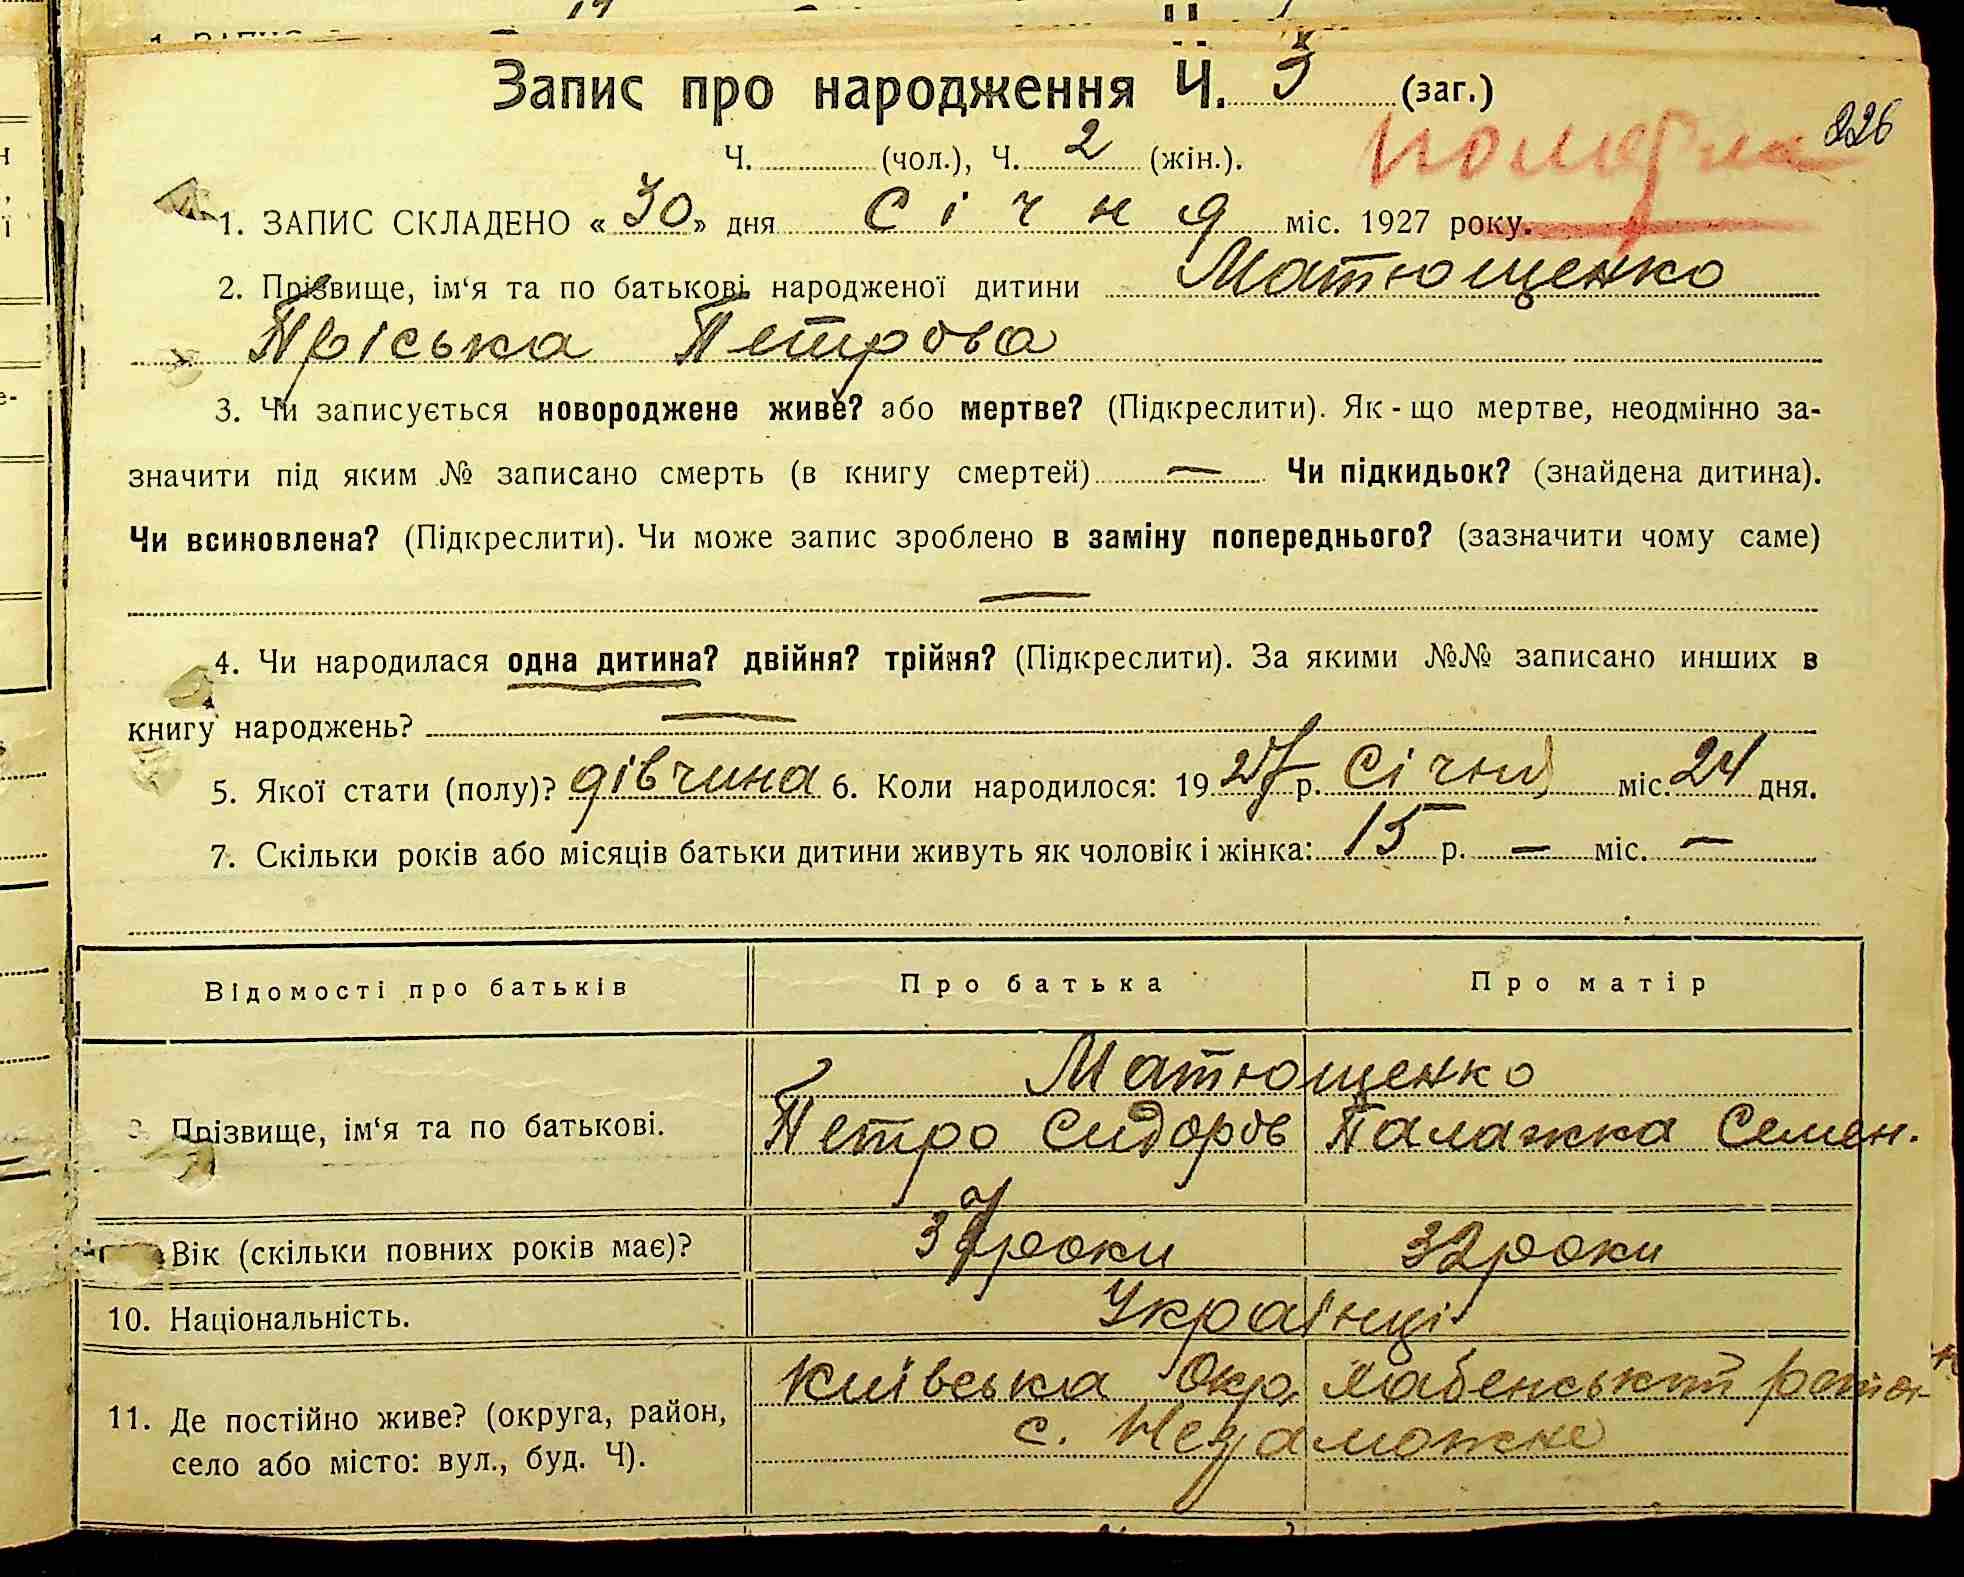 Запис про народження Ч. 3 (заг.)
226
Ч. (чол.), Ч. 2 (жін.).
померла
1. ЗАПИС СКЛАДЕНО «30» дня січня міс. 1927 року.
2. Прізвище, ім‘я та по батькові народженої дитини Матющенко
Пріська Петрова
3. Чи записується новороджене живе? або мертве? (Підкреслити). Як-що мертве, неодмінно за-
значити під яким № записано смерть (в книгу смертей) — Чи підкидьок? (знайдена дитина).
Чи всиновлена? (Підкреслити). Чи може запис зроблено в заміну попереднього? (зазначити чому саме)
—
4. Чи народилася одна дитина? двійня? трійня? (Підкреслити). За якими №№ записано инших в
книгу народжень? —
5. Якої стати (полу)? дівчина 6. Коли народилося: 1927 р. Січня міс. 24 дня.
7. Скільки років або місяців батьки дитини живуть як чоловік і жінка: 15 р. — міс. —
Відомості про батьків Про батька Про матір
Матющенко
Прізвище, ім‘я та по батькові. Петро Сидоров Палажка Семен.
Вік (скільки повних років має)? 37 роки 32 роки
10. Національність. Українці
11. Де постійно живе? (округа, район, Київська Окр. Хабенський район
село або місто: вул., буд. Ч). с. Незаможне